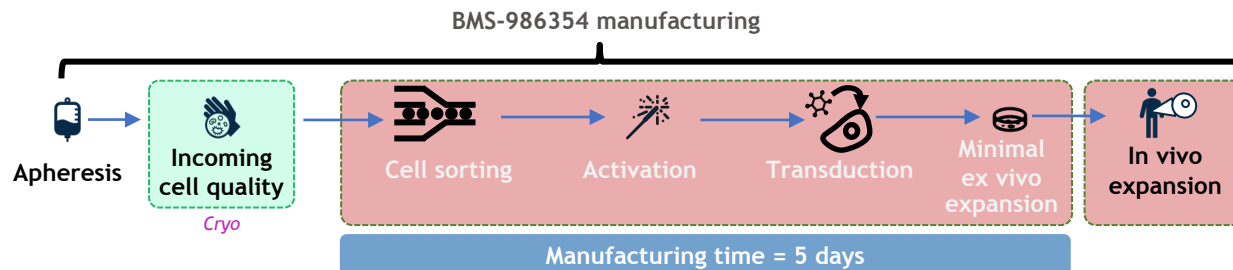 BMS-986354 manufacturing
Apheresis
Incoming
cell quality
Cryo
Cell sorting
Activation
Transduction
Minimal
ex vivo
expansion
In vivo
expansion
Manufacturing time = 5 days